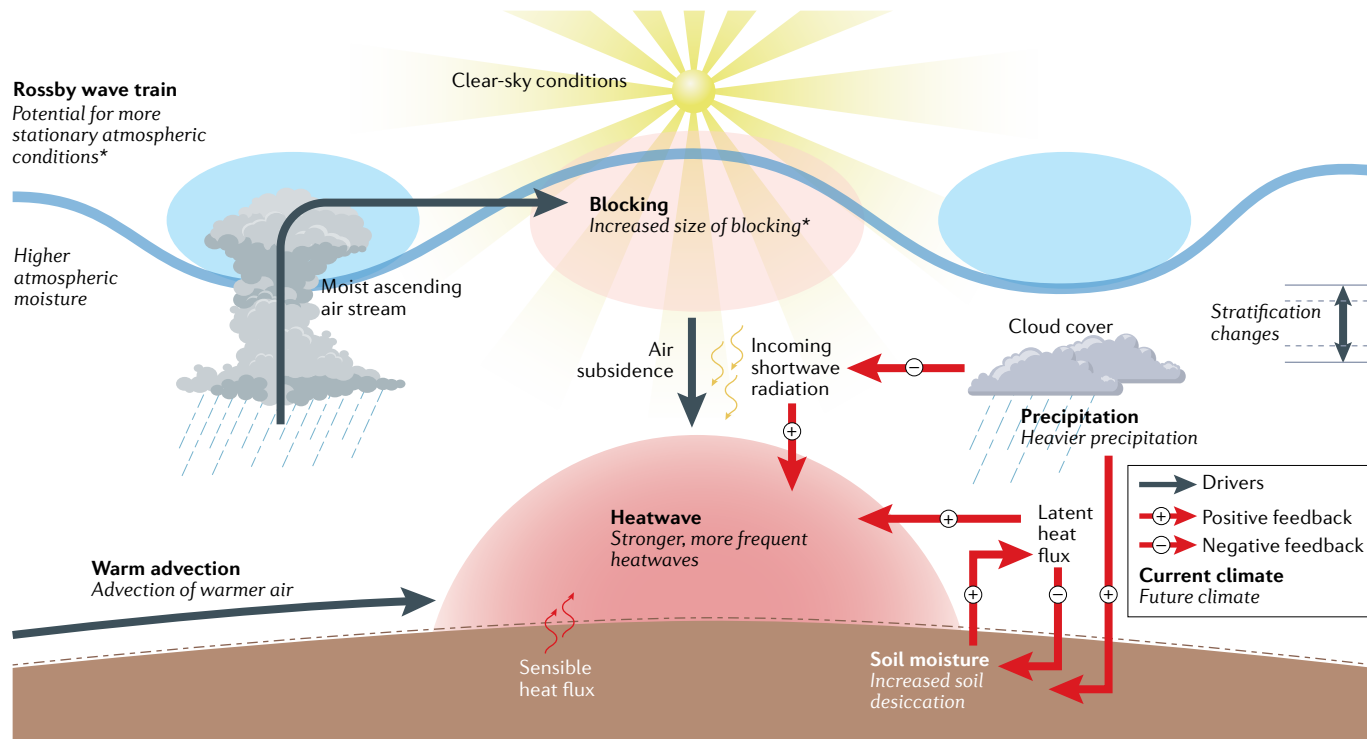 Clear-sky conditions
Rossby wave train
Potential for more
stationary atmospheric
conditions*
Blocking
Increased size of blocking*
Higher
atmospheric
moisture
Moist ascending
air stream
Stratification
changes
Cloud cover
Air
subsidence
Incoming
shortwave
radiation
−
+
Precipitation
Heavier precipitation
Drivers
+
Positive feedback
−
Negative feedback
Current climate
Future climate
Heatwave
Stronger, more frequent
heatwaves
+
Latent
heat
flux
Warm advection
Advection of warmer air
+
−
+
Sensible
heat flux
Soil moisture
Increased soil
desiccation